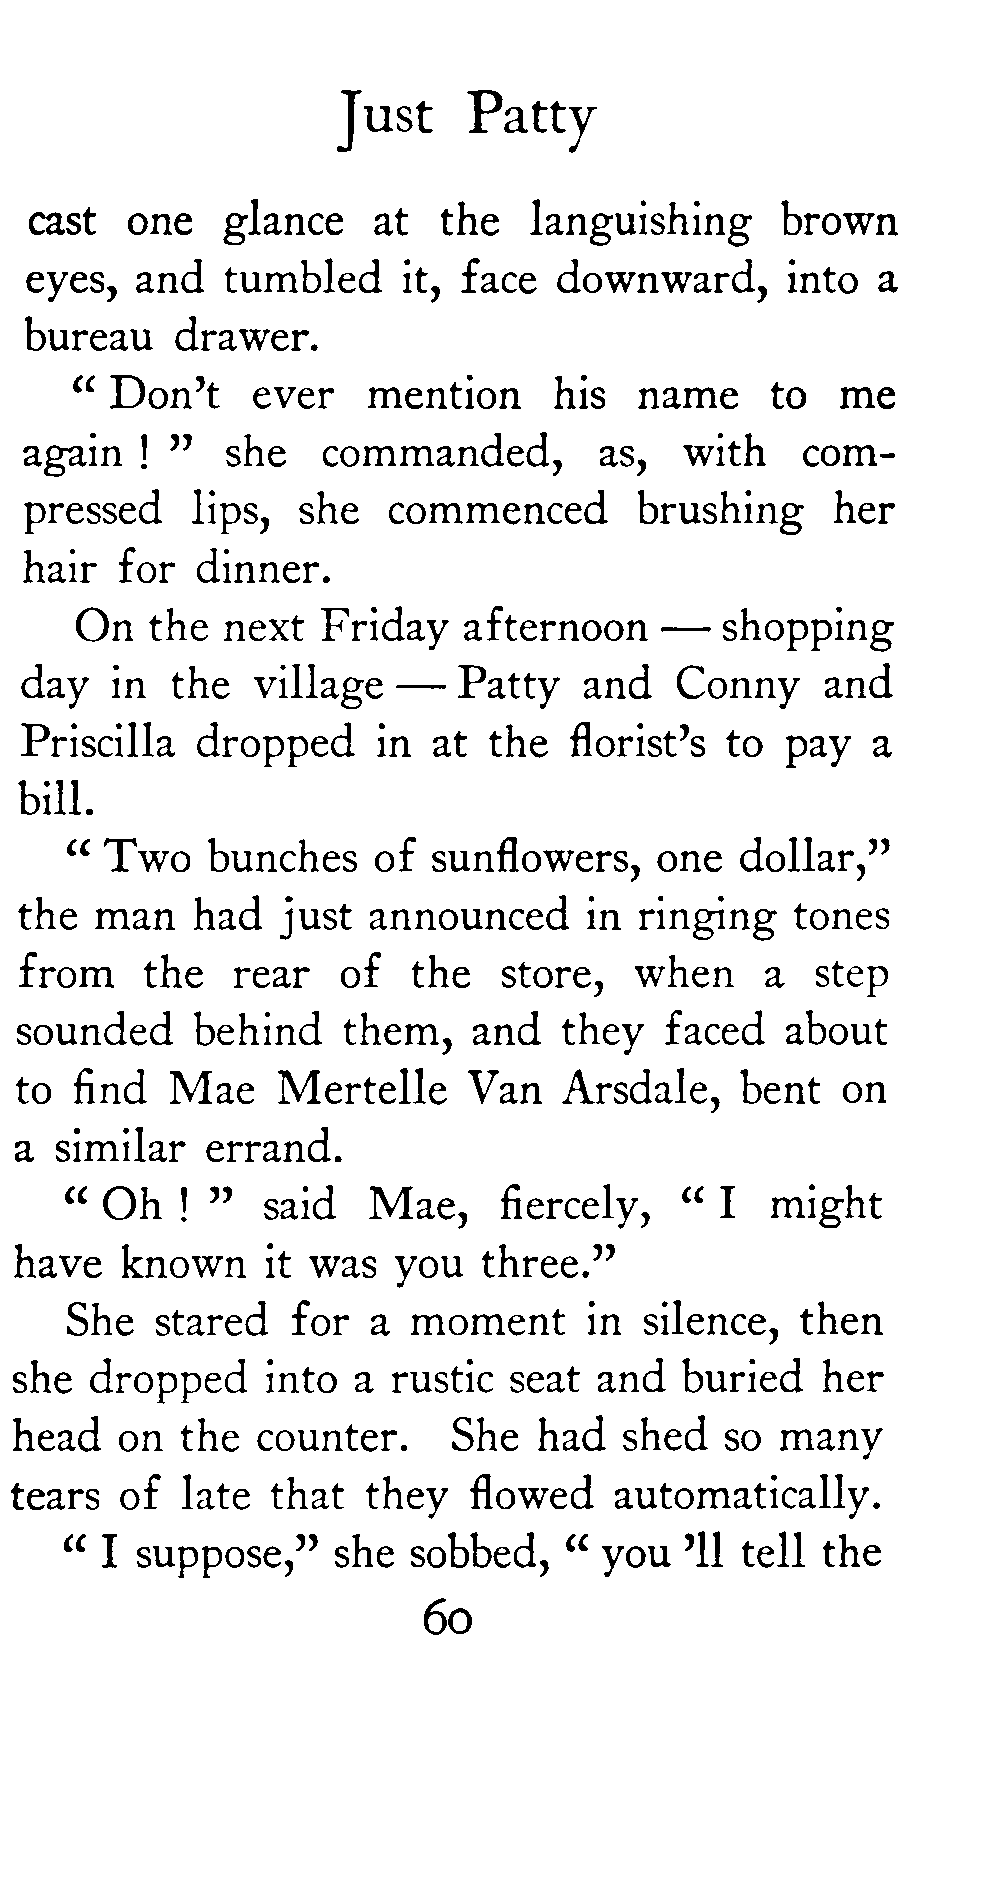 Just Patty
cast one glance at the languishing brown
eyes, and tumbled it, face downward, into a
bureau drawer.
“ Don’t ever mention his name to me
again ! ” she commanded, as, with com-
pressed lips, she commenced brushing her
hair for dinner.
On the next Friday afternoon — shopping
day in the village — Patty and Conny and
Priscilla dropped in at the florist’s to pay a
bill.
“ Two bunches of sunflowers, one dollar,”
the man had just announced in ringing tones
from the rear of the store, when a step
sounded behind them, and they faced about
to find Mae Mertelle Van Arsdale, bent on
a similar errand.
“ Oh ! ” said Mae, fiercely, “ I might
have known it was you three.”
She stared for a moment in silence, then
she dropped into a rustic seat and buried her
head on the counter. She had shed so many
tears of late that they flowed automatically.
“ I suppose,” she sobbed, “ you ’ll tell the
60